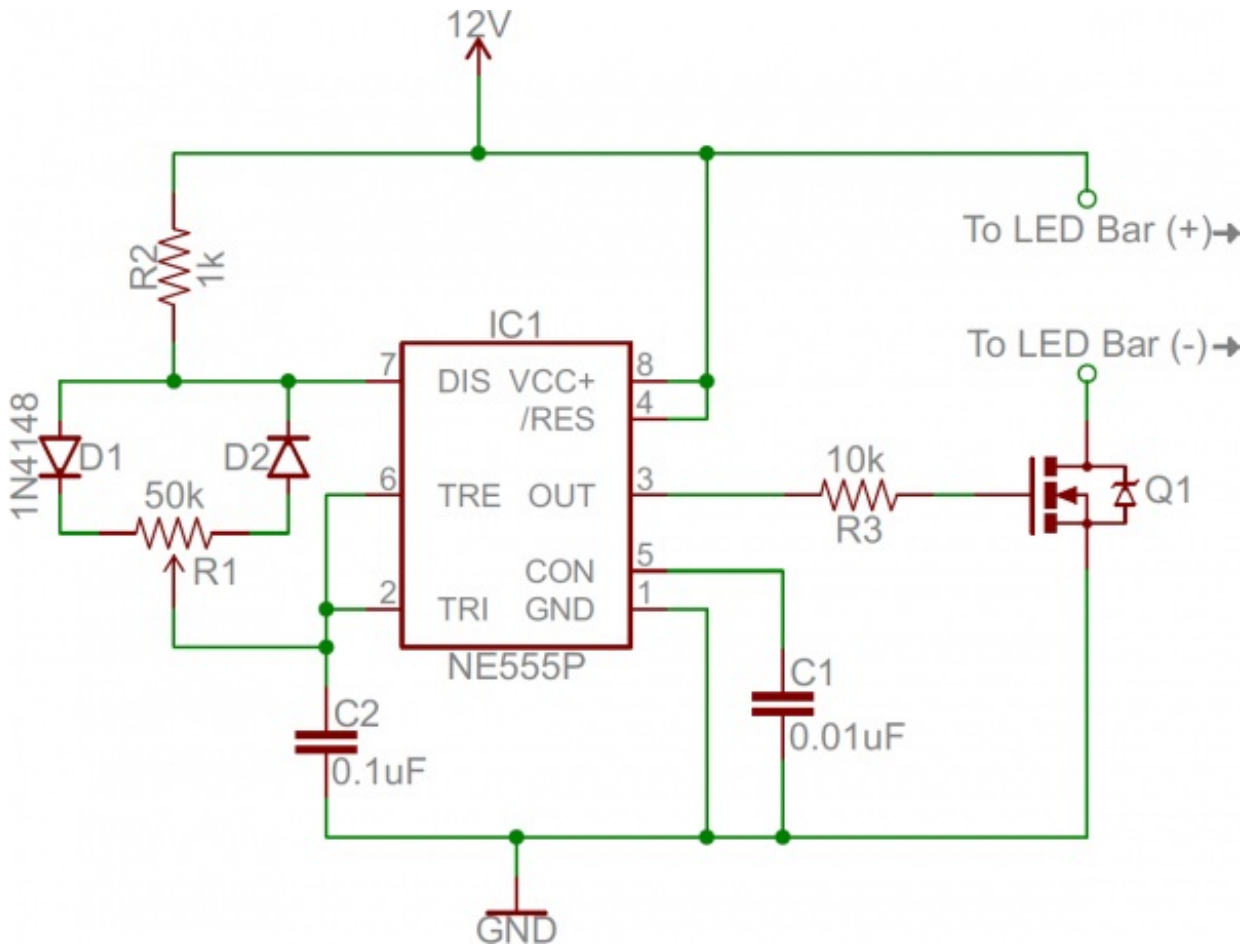 12V
To LED Bar (+)
R2
1k
IC1
To LED Bar (-)
7
DIS
VCC+
8
/RES
4
1N4148
D1
D2
50k
R1
6
TRE
OUT
3
10k
R3
Q1
CON
5
2
TRI
GND
1
NE555P
C1
0.01uF
C2
0.1uF
GND